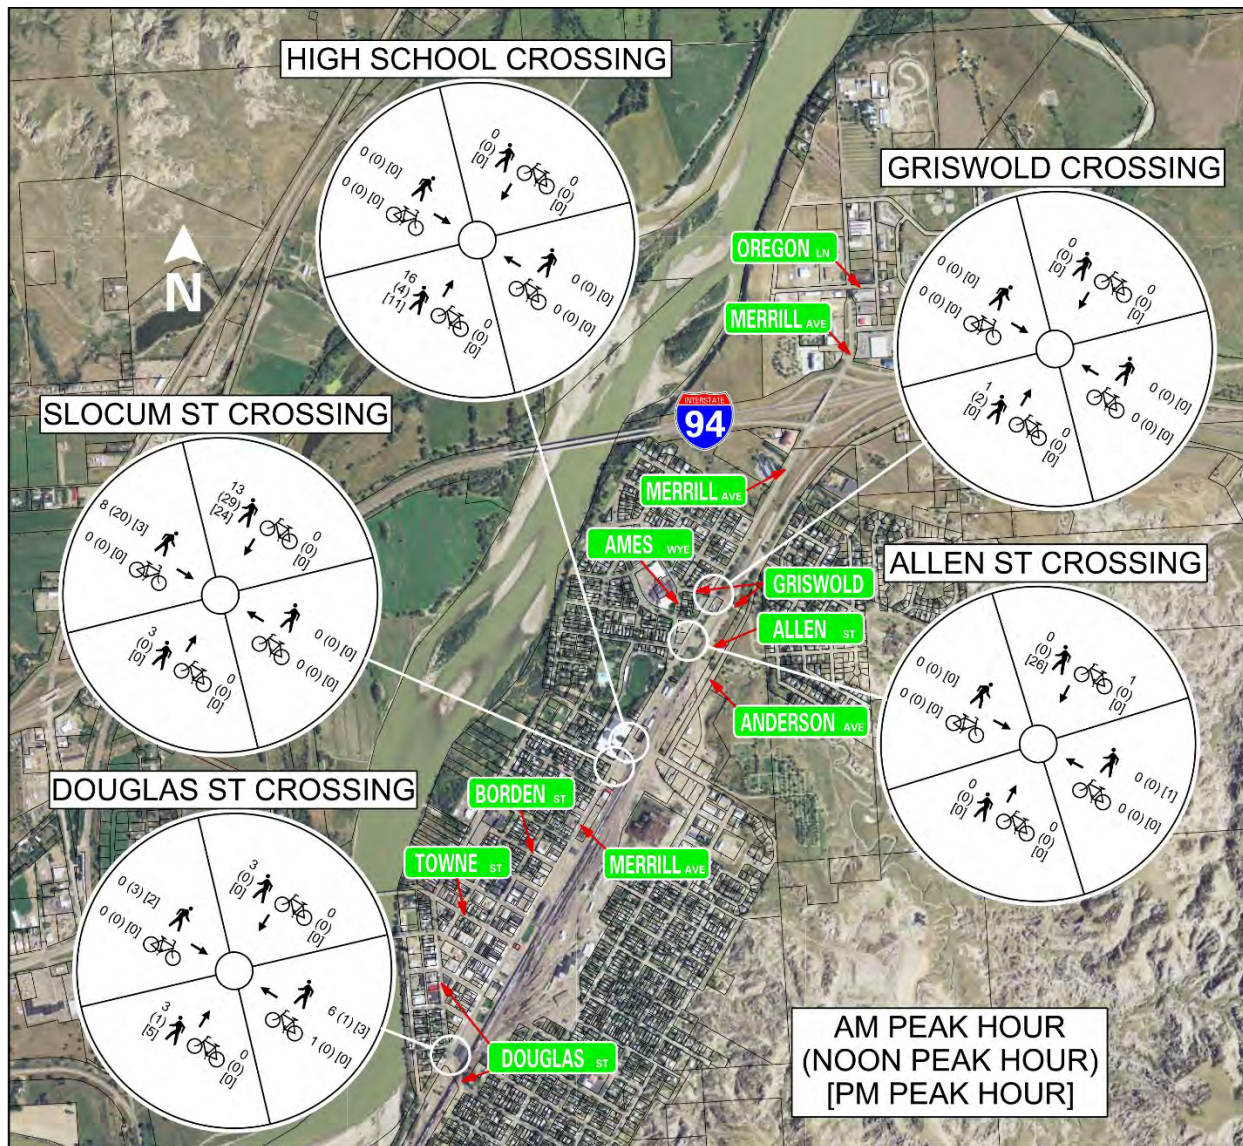 HIGH SCHOOL CROSSING
0
(0)
[0]
0
(0)
[0]
0 (0) [0]
0 (0) [0]
0 (0) [0]
0 (0) [0]
16
(4)
[11]
0
(0)
[0]
GRISWOLD CROSSING
0
(0)
[0]
0
(0)
[0]
0 (0) [0]
0 (0) [0]
0 (0) [0]
0 (0) [0]
1
(2)
[0]
0
(0)
[0]
N
OREGON LN
MERRILL AVE
INTERSTATE
94
MERRILL AVE
AMES WYE
GRISWOLD
ALLEN ST
ANDERSON AVE
SLOCUM ST CROSSING
13
(29)
[24]
0
(0)
[0]
8 (20) [3]
0 (0) [0]
0 (0) [0]
0 (0) [0]
3
(0)
[0]
0
(0)
[0]
ALLEN ST CROSSING
0
(0)
[26]
1
(0)
[0]
0 (0) [0]
0 (0) [0]
0 (0) [1]
0 (0) [0]
0
(0)
[0]
0
(0)
[0]
DOUGLAS ST CROSSING
3
(0)
[0]
0
(0)
[0]
0 (3) [2]
0 (0) [0]
6 (1) [3]
1 (0) [0]
3
(1)
[5]
0
(0)
[0]
BORDEN ST
TOWNE ST
MERRILL AVE
DOUGLAS ST
AM PEAK HOUR
(NOON PEAK HOUR)
[PM PEAK HOUR]